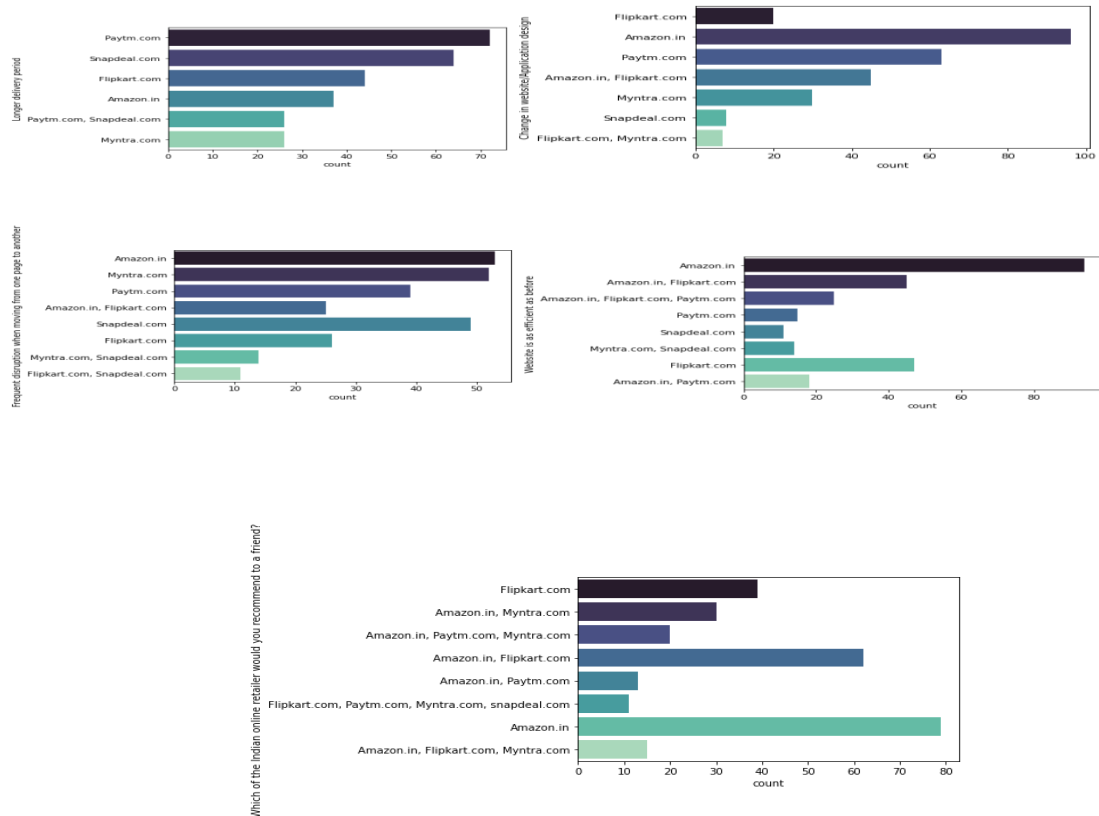 Longer delivery period
Paytm.com
Snapdeal.com
Flipkart.com
Amazon.in
Paytm.com, Snapdeal.com
Myntra.com
0 10 20 30 40 50 60 70
count
Change in website/Application design
Flipkart.com
Amazon.in
Paytm.com
Amazon.in, Flipkart.com
Myntra.com
Snapdeal.com
Flipkart.com, Myntra.com
0 20 40 60 80 100
count
Frequent disruption when moving from one page to another
Amazon.in
Myntra.com
Paytm.com
Amazon.in, Flipkart.com
Snapdeal.com
Flipkart.com
Myntra.com, Snapdeal.com
Flipkart.com, Snapdeal.com
0 10 20 30 40 50
count
Website is as efficient as before
Amazon.in
Amazon.in, Flipkart.com
Amazon.in, Flipkart.com, Paytm.com
Paytm.com
Snapdeal.com
Myntra.com, Snapdeal.com
Flipkart.com
Amazon.in, Paytm.com
0 20 40 60 80
count
Which of the Indian online retailer would you recommend to a friend?
Flipkart.com
Amazon.in, Myntra.com
Amazon.in, Paytm.com, Myntra.com
Amazon.in, Flipkart.com
Amazon.in, Paytm.com
Flipkart.com, Paytm.com, Myntra.com, snapdeal.com
Amazon.in
Amazon.in, Flipkart.com, Myntra.com
0 10 20 30 40 50 60 70 80
count